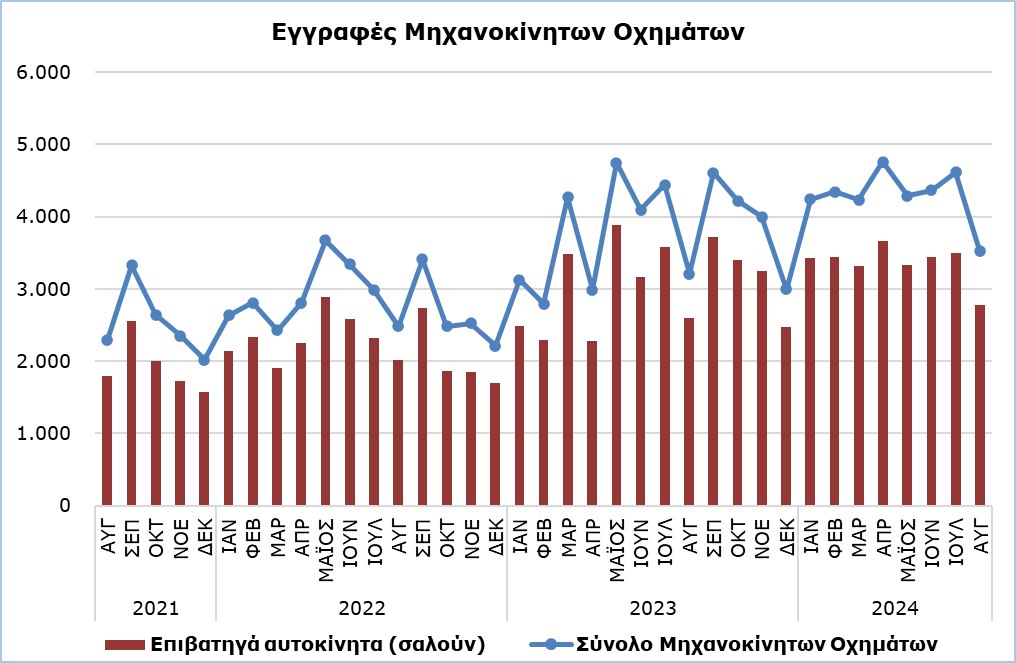 Εγγραφές Μηχανοκίνητων Οχημάτων
6.000
5.000
4.000
3.000
2.000
1.000
0
ΑΥΓ ΣΕΠ ΟΚΤ ΝΟΕ ΔΕΚ ΙΑΝ ΦΕΒ ΜΑΡ ΑΠΡ ΜΑΪΟΣ ΙΟΥΝ ΙΟΥΛ ΑΥΓ ΣΕΠ ΟΚΤ ΝΟΕ ΔΕΚ ΙΑΝ ΦΕΒ ΜΑΡ ΑΠΡ ΜΑΪΟΣ ΙΟΥΝ ΙΟΥΛ ΑΥΓ ΣΕΠ ΟΚΤ ΝΟΕ ΔΕΚ ΙΑΝ ΦΕΒ ΜΑΡ ΑΠΡ ΜΑΪΟΣ ΙΟΥΝ ΙΟΥΛ ΑΥΓ
2021 2022 2023 2024
Επιβατηγά αυτοκίνητα (σαλούν) Σύνολο Μηχανοκίνητων Οχημάτων